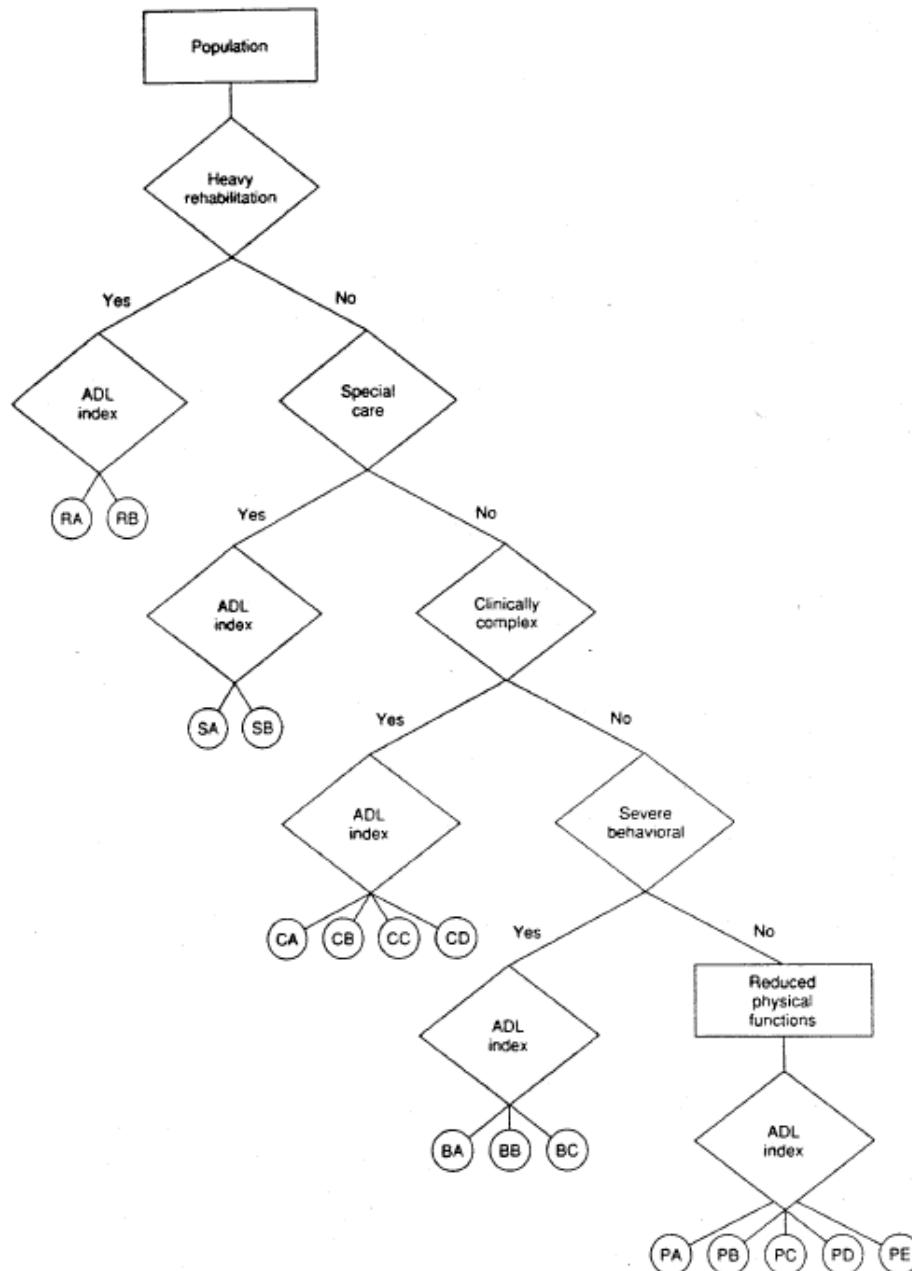 Population
Heavy
rehabilitation
Yes
No
ADL
index
Special
care
RA
RB
Yes
No
ADL
index
Clinically
complex
SA
SB
Yes
No
ADL
index
Severe
behavioral
CA
CB
CC
CD
Yes
No
Reduced
physical
functions
ADL
index
ADL
index
BA
BB
BC
PA
PB
PC
PD
PE